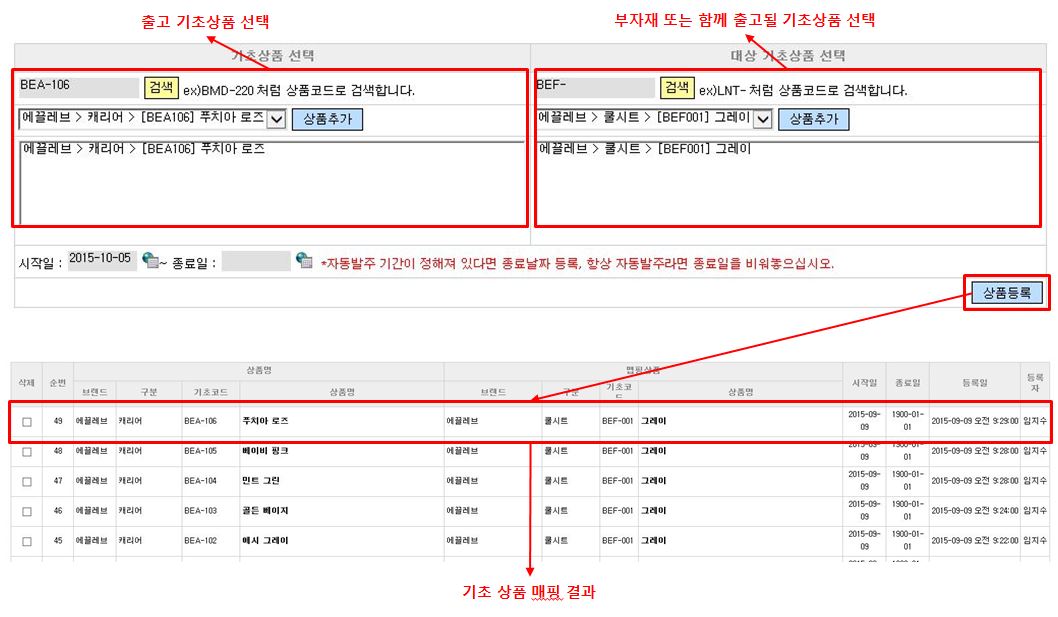 출고 기초상품 선택
부자재 또는 함께 출고될 기초상품 선택
기초상품 선택
대상 기초상품 선택
BEA-106 검색 ex)BMD-220 처럼 상품코드로 검색합니다.
BEF- 검색 ex)LNT- 처럼 상품코드로 검색합니다.
에끌레브 > 캐리어 > [BEA106] 푸치아 로즈 상품추가
에끌레브 > 쿨시트 > [BEF001] 그레이 상품추가
에끌레브 > 캐리어 > [BEA106] 푸치아 로즈
에끌레브 > 쿨시트 > [BEF001] 그레이
시작일 : 2015-10-05 ~ 종료일 : *자동발주 기간이 정해져 있다면 종료날짜 등록, 항상 자동발주라면 종료일을 비워놓으십시오.
상품등록
삭제 순번 상품명 맵핑상품 시작일 종료일 등록일 등록자
브랜드 구분 기초코드 상품명 브랜드 구분 기초코드 상품명
49 에끌레브 캐리어 BEA-106 푸치아 로즈 에끌레브 쿨시트 BEF-001 그레이 2015-09-09 1900-01-01 2015-09-09 오전 9:29:00 임지수
48 에끌레브 캐리어 BEA-105 베이비 핑크 에끌레브 쿨시트 BEF-001 그레이 2015-09-09 1900-01-01 2015-09-09 오전 9:28:00 임지수
47 에끌레브 캐리어 BEA-104 민트 그린 에끌레브 쿨시트 BEF-001 그레이 2015-09-09 1900-01-01 2015-09-09 오전 9:28:00 임지수
46 에끌레브 캐리어 BEA-103 골든 베이지 에끌레브 쿨시트 BEF-001 그레이 2015-09-09 1900-01-01 2015-09-09 오전 9:24:00 임지수
45 에끌레브 캐리어 BEA-102 애시 그레이 에끌레브 쿨시트 BEF-001 그레이 2015-09-09 1900-01-01 2015-09-09 오전 9:22:00 임지수
기초 상품 매핑 결과